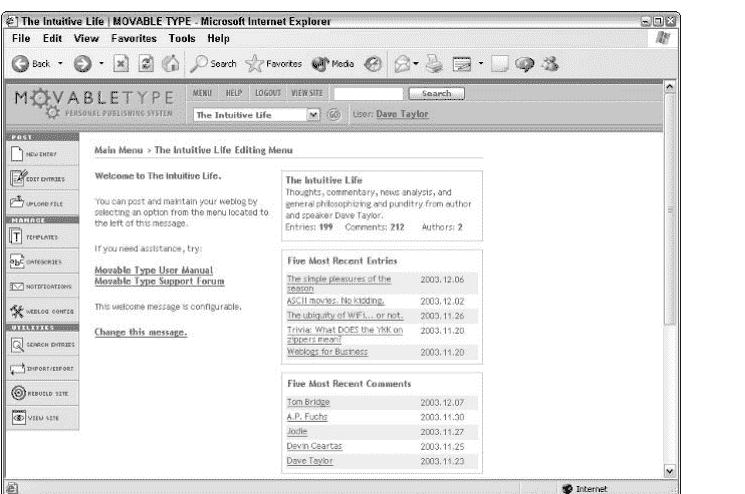 The Intuitive Life | MOVABLE TYPE - Microsoft Internet Explorer
File Edit View Favorites Tools Help
Back Search Favorites Media
MOVABLETYPE
PERSONAL PUBLISHING SYSTEM
MENU HELP LOGOUT VIEW SITE Search
The Intuitive Life GO User: Dave Taylor
POST
NEW ENTRY
EDIT ENTRIES
UPLOAD FILE
MANAGE
TEMPLATES
CATEGORIES
NOTIFICATIONS
WEBLOG CONFIG
UTILITIES
SEARCH ENTRIES
IMPORT/EXPORT
REBUILD SITE
VIEW SITE
Main Menu > The Intuitive Life Editing Menu
Welcome to The Intuitive Life.
You can post and maintain your weblog by
selecting an option from the menu located to
the left of this message.
If you need assistance, try:
Movable Type User Manual
Movable Type Support Forum
This welcome message is configurable.
Change this message.
The Intuitive Life
Thoughts, commentary, news analysis, and
general philosophizing and punditry from author
and speaker Dave Taylor.
Entries: 199 Comments: 212 Authors: 2
Five Most Recent Entries
The simple pleasures of the 2003.12.06
season
ASCII movies. No kidding. 2003.12.02
The ubiquity of WiFi... or not. 2003.11.26
Trivia: What DOES the YKK on 2003.11.20
zippers mean?
Weblogs for Business 2003.11.20
Five Most Recent Comments
Tom Bridge 2003.12.07
A.P. Fuchs 2003.11.30
Jodie 2003.11.27
Devin Ceartas 2003.11.25
Dave Taylor 2003.11.23
Internet